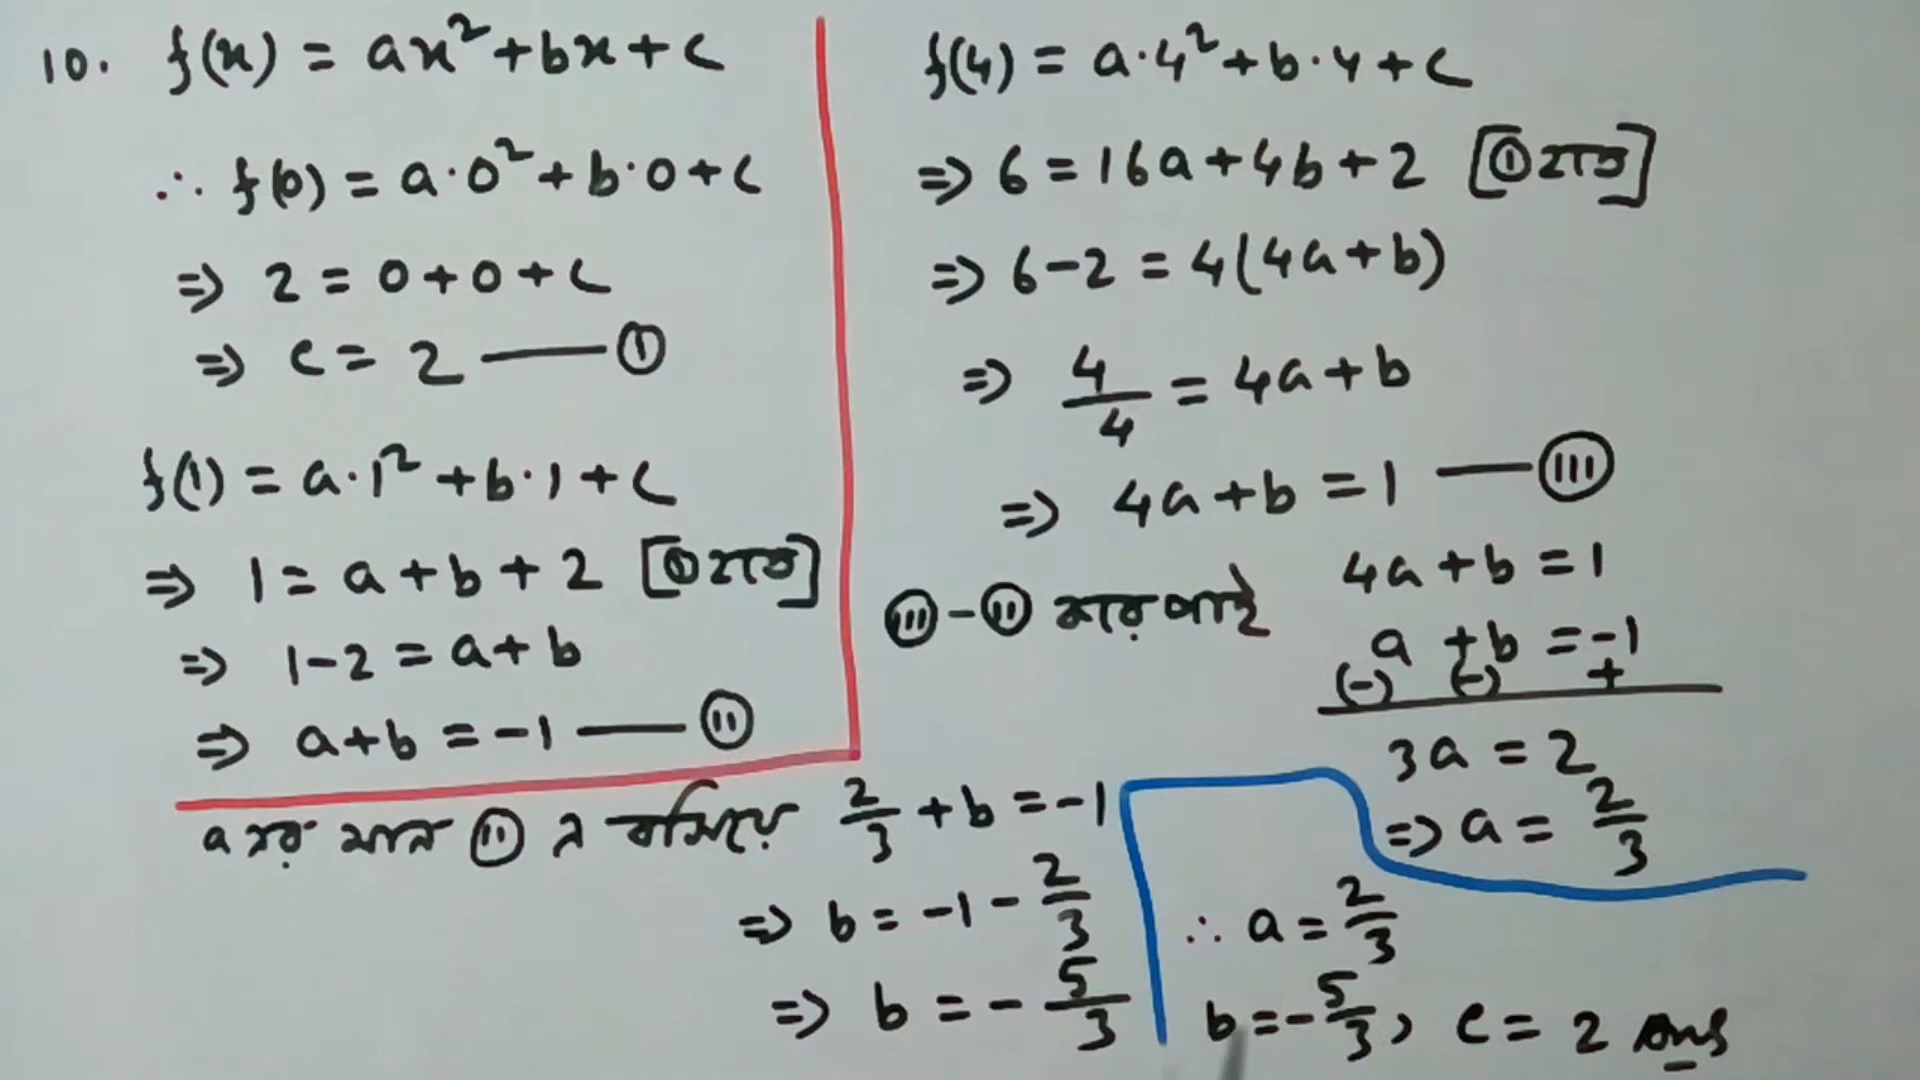 10. f(x) = ax² + bx + c
∴ f(0) = a·0² + b·0 + c
⇒ 2 = 0 + 0 + c
⇒ c = 2 —— (i)
f(1) = a·1² + b·1 + c
⇒ 1 = a + b + 2 [(i) হতে]
⇒ 1 - 2 = a + b
⇒ a + b = -1 —— (ii)
f(4) = a·4² + b·4 + c
⇒ 6 = 16a + 4b + 2 [(i) হতে]
⇒ 6 - 2 = 4(4a + b)
⇒ 4/4 = 4a + b
⇒ 4a + b = 1 —— (iii)
(iii) - (ii) করে পাই
4a + b = 1
a + b = -1
(-) (-) +
3a = 2
⇒ a = 2/3
a এর মান (ii) এ বসিয়ে 2/3 + b = -1
⇒ b = -1 - 2/3
⇒ b = - 5/3
∴ a = 2/3
b = - 5/3, c = 2 Ans